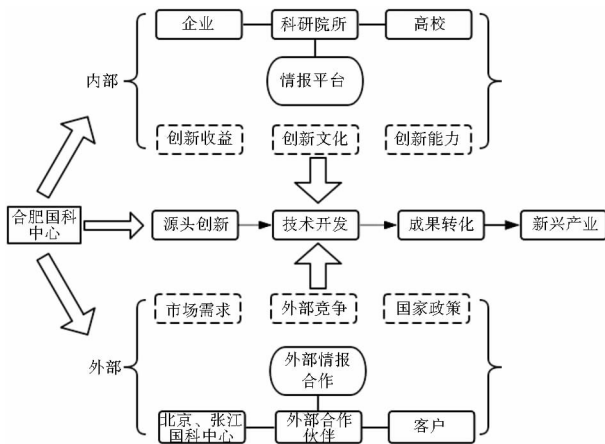 企业
科研院所
高校
内部
情报平台
创新收益
创新文化
创新能力
合肥国科
中心
源头创新
技术开发
成果转化
新兴产业
市场需求
外部竞争
国家政策
外部
外部情报
合作
北京、张江
国科中心
外部合作
伙伴
客户